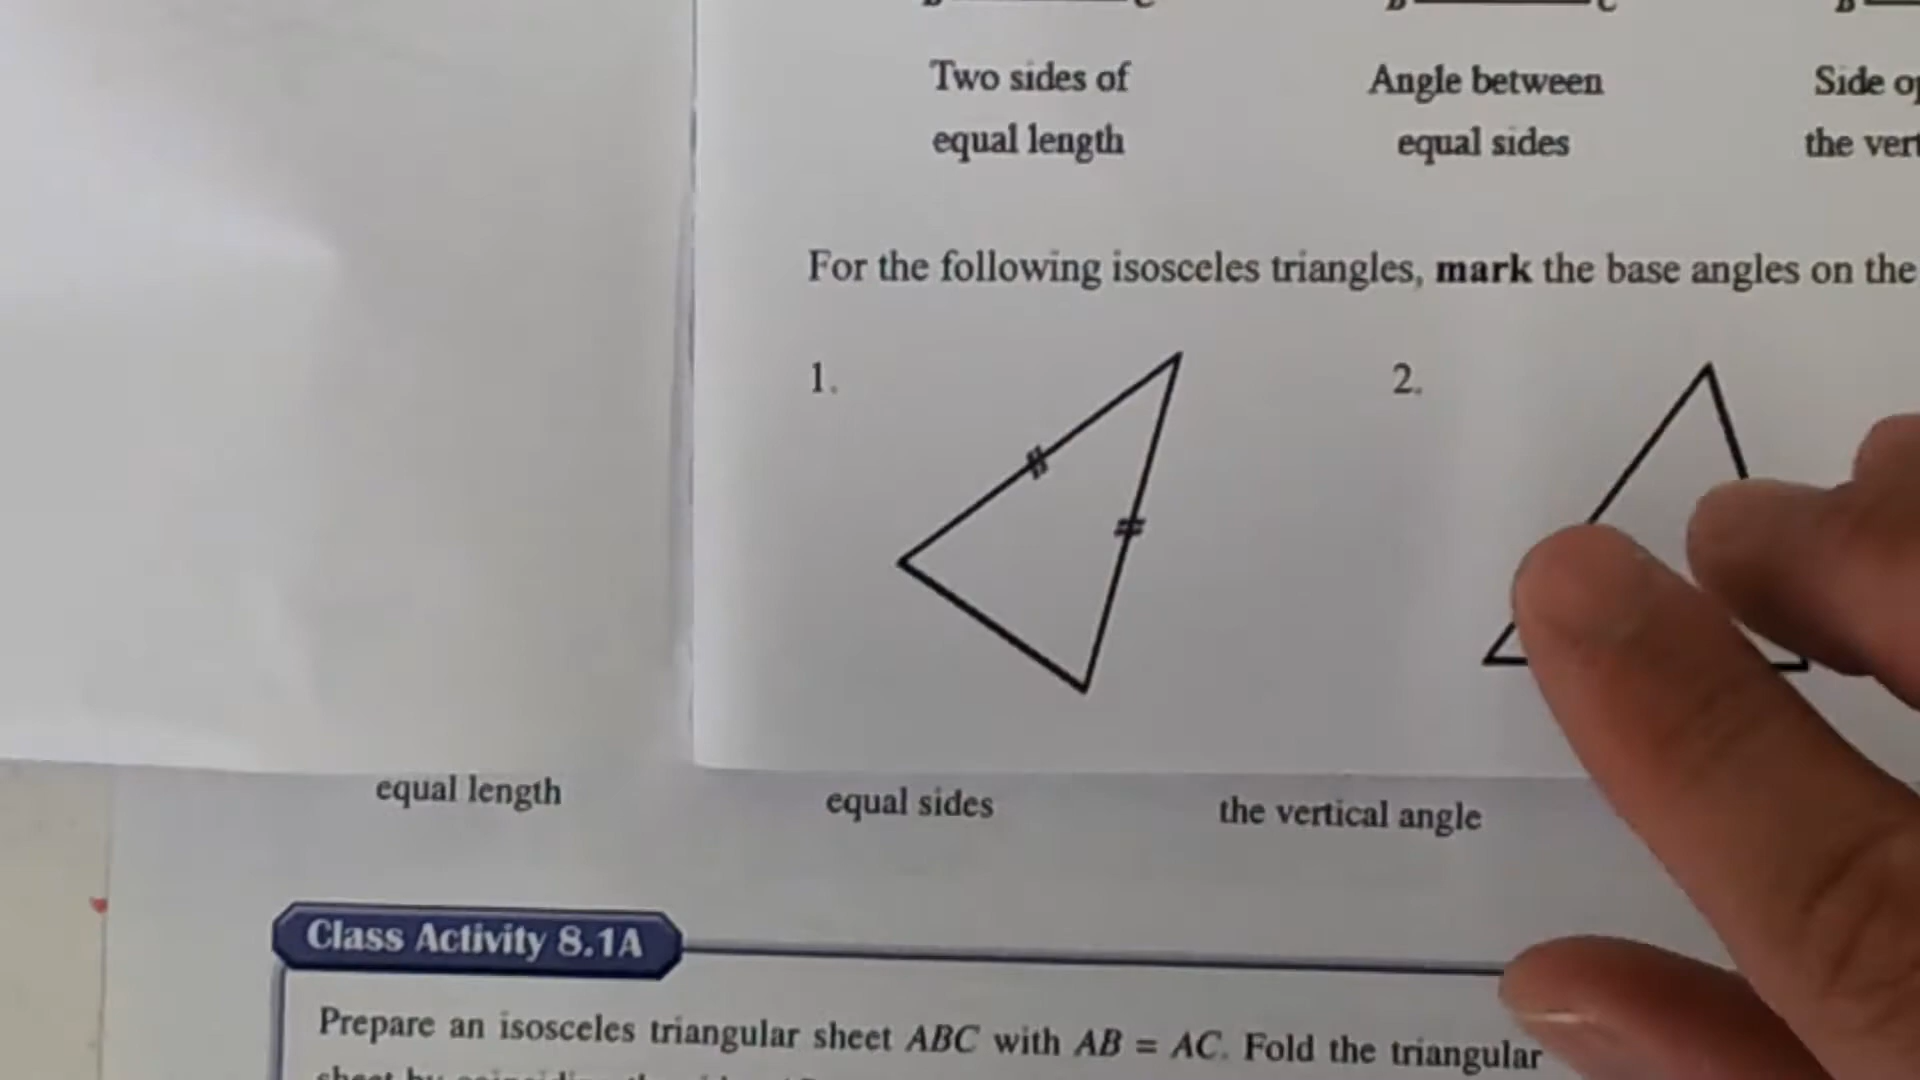 Two sides of
equal length
Angle between
equal sides
Side
the
For the following isosceles triangles, mark the base angles on the
1.
2.
equal length
equal sides
the vertical angle
Class Activity 8.1A
Prepare an isosceles triangular sheet ABC with AB = AC. Fold the triangular